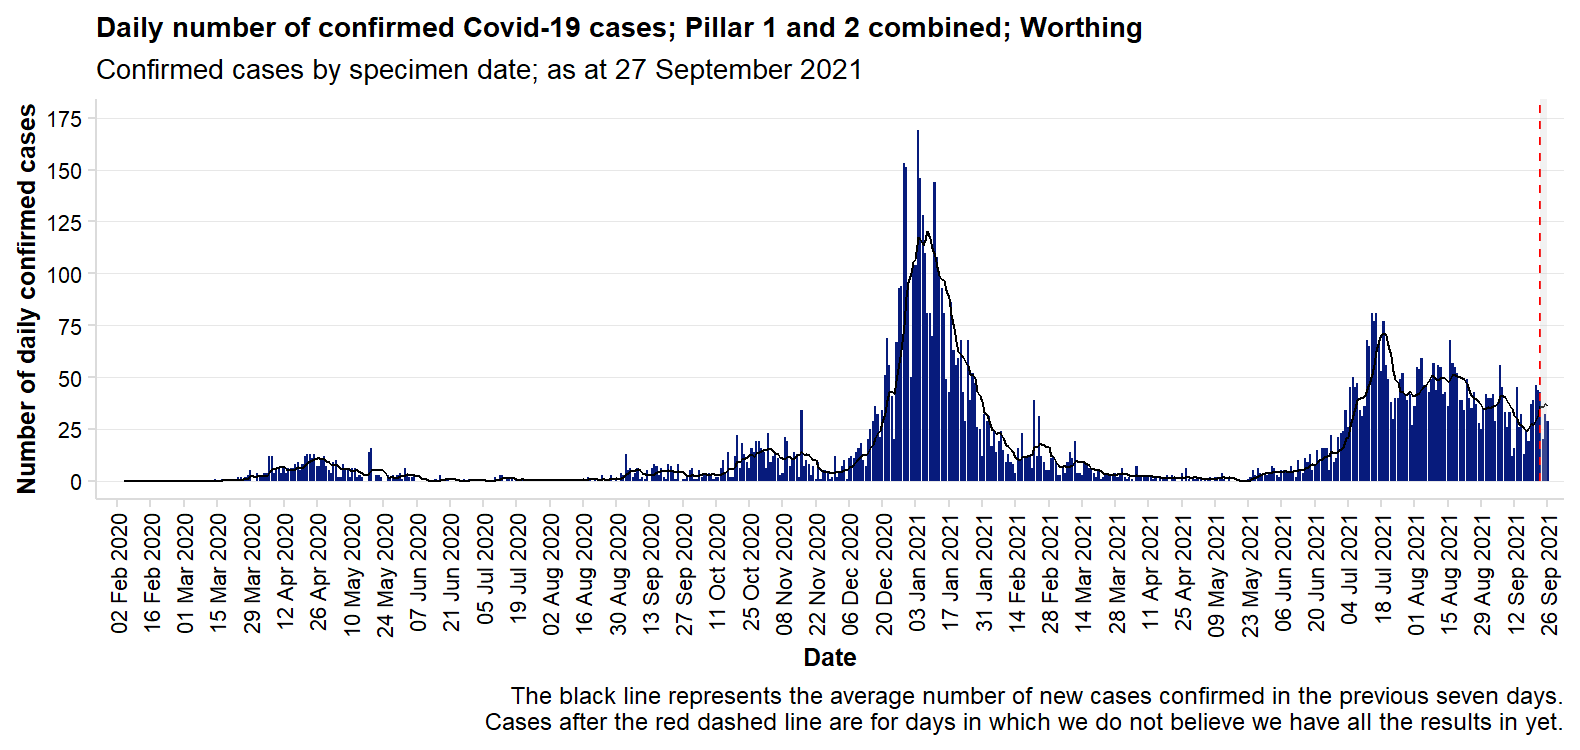 Daily number of confirmed Covid-19 cases; Pillar 1 and 2 combined; Worthing
Confirmed cases by specimen date; as at 27 September 2021
Number of daily confirmed cases
175
150
125
100
75
50
25
0
02 Feb 2020
16 Feb 2020
01 Mar 2020
15 Mar 2020
29 Mar 2020
12 Apr 2020
26 Apr 2020
10 May 2020
24 May 2020
07 Jun 2020
21 Jun 2020
05 Jul 2020
19 Jul 2020
02 Aug 2020
16 Aug 2020
30 Aug 2020
13 Sep 2020
27 Sep 2020
11 Oct 2020
25 Oct 2020
08 Nov 2020
22 Nov 2020
06 Dec 2020
20 Dec 2020
03 Jan 2021
17 Jan 2021
31 Jan 2021
14 Feb 2021
28 Feb 2021
14 Mar 2021
28 Mar 2021
11 Apr 2021
25 Apr 2021
09 May 2021
23 May 2021
06 Jun 2021
20 Jun 2021
04 Jul 2021
18 Jul 2021
01 Aug 2021
15 Aug 2021
29 Aug 2021
12 Sep 2021
26 Sep 2021
Date
The black line represents the average number of new cases confirmed in the previous seven days.
Cases after the red dashed line are for days in which we do not believe we have all the results in yet.